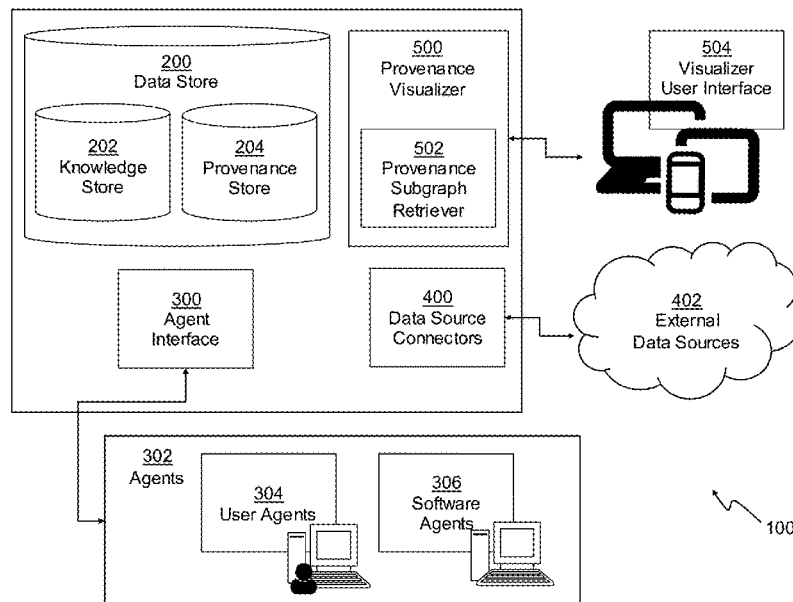 200
Data Store
202
Knowledge
Store
204
Provenance
Store
500
Provenance
Visualizer
502
Provenance
Subgraph
Retriever
504
Visualizer
User Interface
300
Agent
Interface
400
Data Source
Connectors
402
External
Data Sources
302
Agents
304
User Agents
306
Software
Agents
100